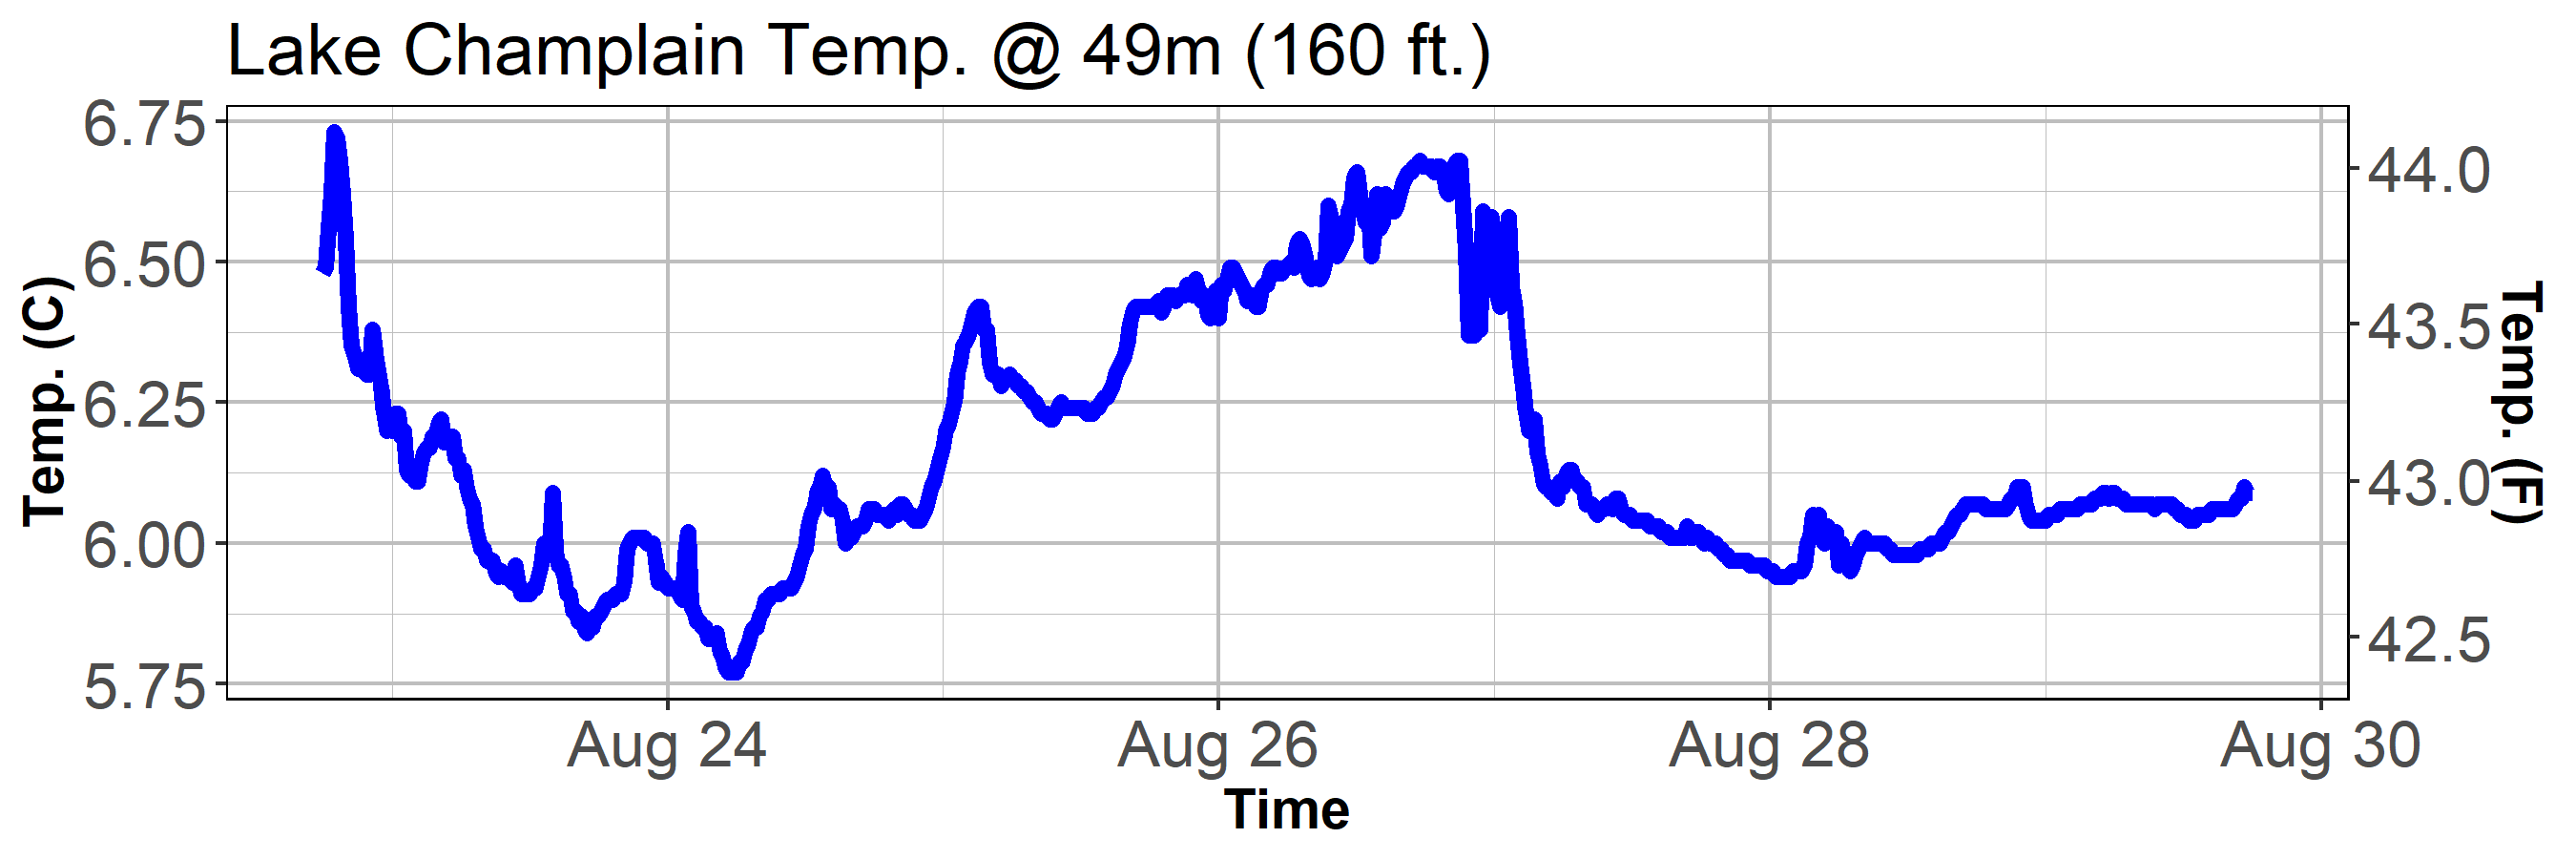 Lake Champlain Temp. @ 49m (160 ft.)
Temp. (C)
6.75
6.50
6.25
6.00
5.75
44.0
43.5
43.0
42.5
Temp. (F)
Aug 24 Aug 26 Aug 28 Aug 30
Time